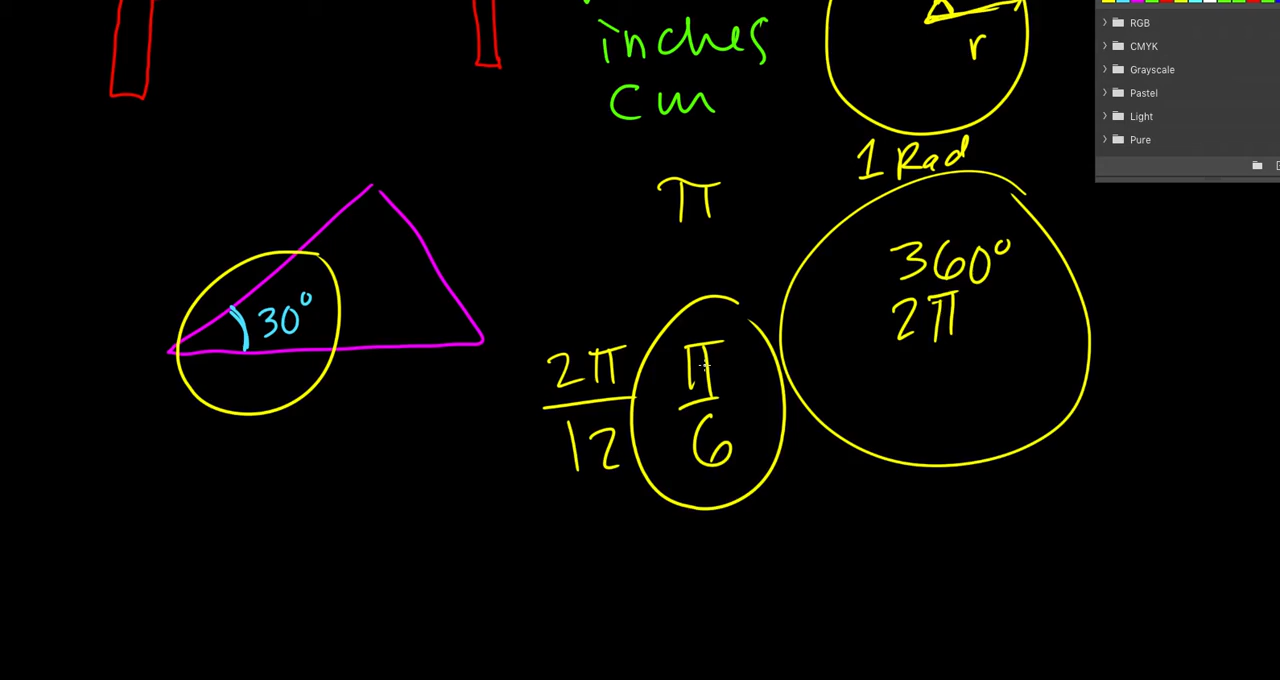 inches
cm
r
1 Rad
π
360°
2π
30°
2π
12
π
6
RGB
CMYK
Grayscale
Pastel
Light
Pure